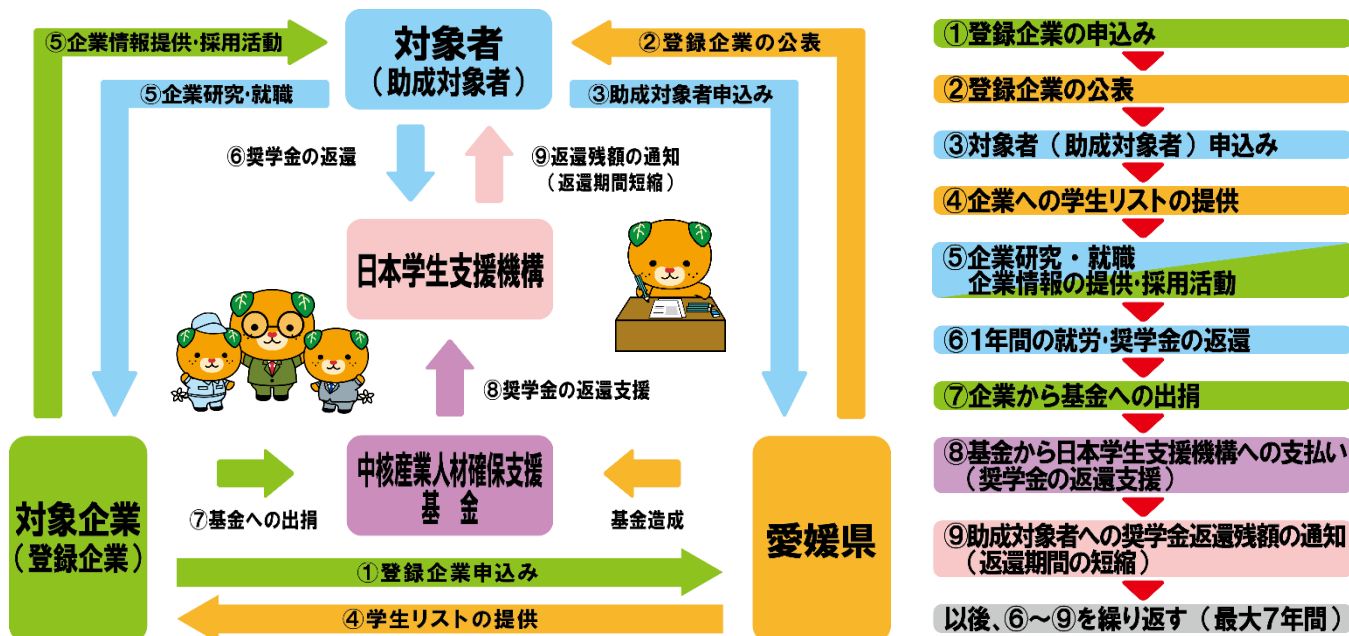 ⑤企業情報提供・採用活動
対象者
（助成対象者）
②登録企業の公表
⑤企業研究・就職
③助成対象者申込み
⑥奨学金の返還
⑨返還残額の通知
（返還期間短縮）
日本学生支援機構
⑧奨学金の返還支援
対象企業
（登録企業）
⑦基金への出捐
中核産業人材確保支援
基　金
基金造成
愛媛県
①登録企業申込み
④学生リストの提供
①登録企業の申込み
②登録企業の公表
③対象者（助成対象者）申込み
④企業への学生リストの提供
⑤企業研究・就職
企業情報の提供・採用活動
⑥1年間の就労・奨学金の返還
⑦企業から基金への出捐
⑧基金から日本学生支援機構への支払い
（奨学金の返還支援）
⑨助成対象者への奨学金返還残額の通知
（返還期間の短縮）
以後、⑥～⑨を繰り返す（最大7年間）